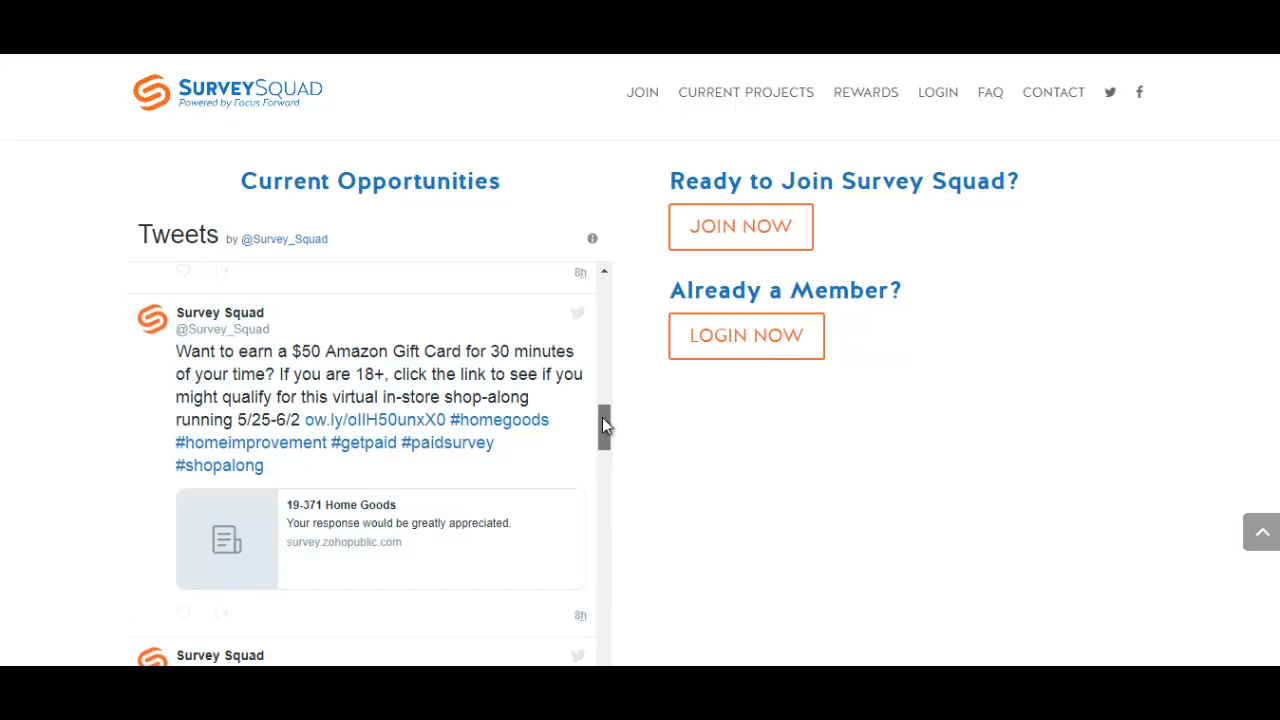 SURVEYSQUAD
Powered by Focus Forward
JOIN CURRENT PROJECTS REWARDS LOGIN FAQ CONTACT
Current Opportunities
Tweets by @Survey_Squad
8h
Survey Squad
@Survey_Squad
Want to earn a $50 Amazon Gift Card for 30 minutes
of your time? If you are 18+, click the link to see if you
might qualify for this virtual in-store shop-along
running 5/25-6/2 ow.ly/oIlH50unxX0 #homegoods
#homeimprovement #getpaid #paidsurvey
#shopalong
19-371 Home Goods
Your response would be greatly appreciated.
survey.zohopublic.com
8h
Survey Squad
Ready to Join Survey Squad?
JOIN NOW
Already a Member?
LOGIN NOW